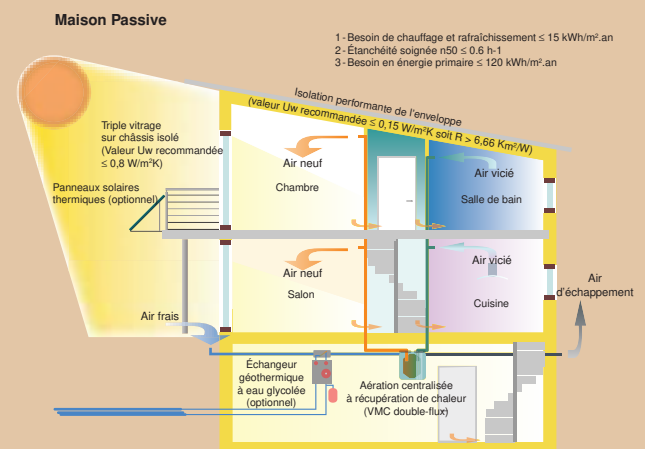 Maison Passive
1 - Besoin de chauffage et rafraîchissement ≤ 15 kWh/m².an
2 - Étanchéité soignée n50 ≤ 0.6 h-1
3 - Besoin en énergie primaire ≤ 120 kWh/m².an
Isolation performante de l'enveloppe
(valeur Uw recommandée ≤ 0,15 W/m²K soit R > 6,66 Km²/W)
Triple vitrage
sur châssis isolé
(Valeur Uw recommandée
≤ 0,8 W/m²K)
Panneaux solaires
thermiques (optionnel)
Air neuf
Chambre
Air vicié
Salle de bain
Air neuf
Salon
Air vicié
Cuisine
Air
d'échappement
Air frais
Échangeur
géothermique
à eau glycolée
(optionnel)
Aération centralisée
à récupération de chaleur
(VMC double-flux)